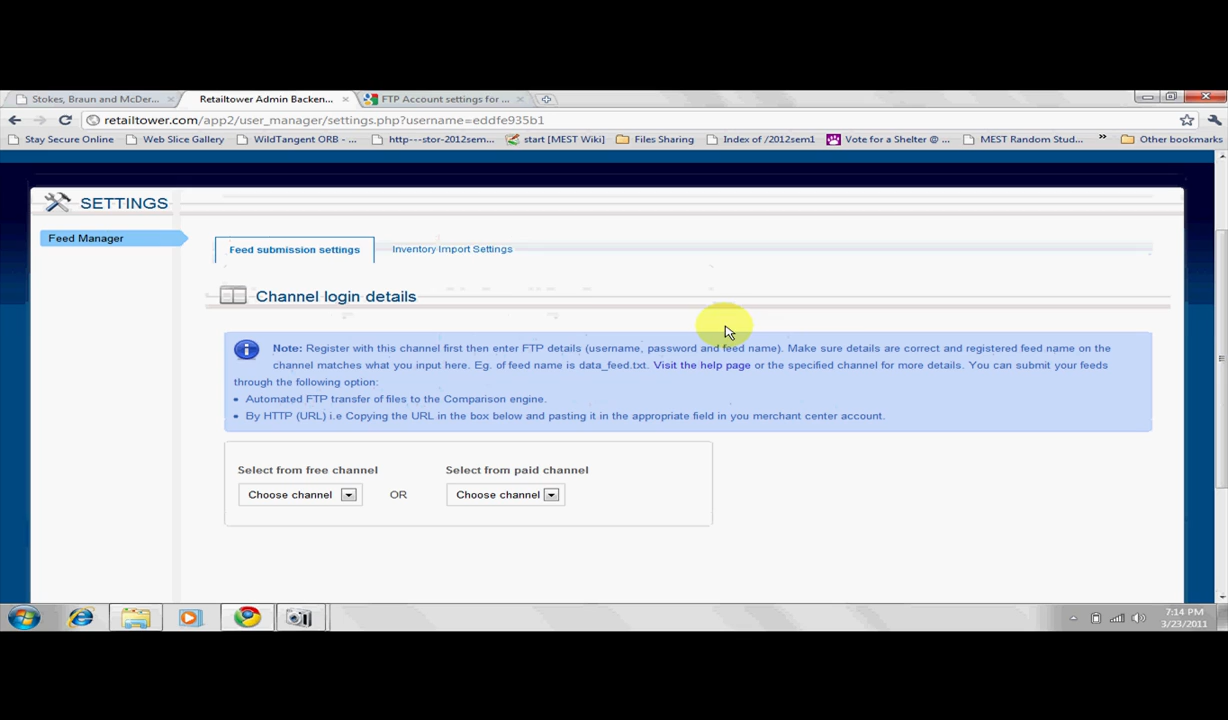 Stokes, Braun and McDer...
Retailtower Admin Backen...
FTP Account settings for ...
retailtower.com/app2/user_manager/settings.php?username=eddfe935b1
Stay Secure Online
Web Slice Gallery
WildTangent ORB - ...
http---stor-2012sem...
start [MEST Wiki]
Files Sharing
Index of /2012sem1
Vote for a Shelter @ ...
MEST Random Stud...
»
Other bookmarks
SETTINGS
Feed Manager
Feed submission settings
Inventory Import Settings
Channel login details
Note: Register with this channel first then enter FTP details (username, password and feed name). Make sure details are correct and registered feed name on the
channel matches what you input here. Eg. of feed name is data_feed.txt. Visit the help page or the specified channel for more details. You can submit your feeds
through the following option:
• Automated FTP transfer of files to the Comparison engine.
• By HTTP (URL) i.e Copying the URL in the box below and pasting it in the appropriate field in you merchant center account.
Select from free channel
Select from paid channel
Choose channel
OR
Choose channel
7:14 PM
3/23/2011